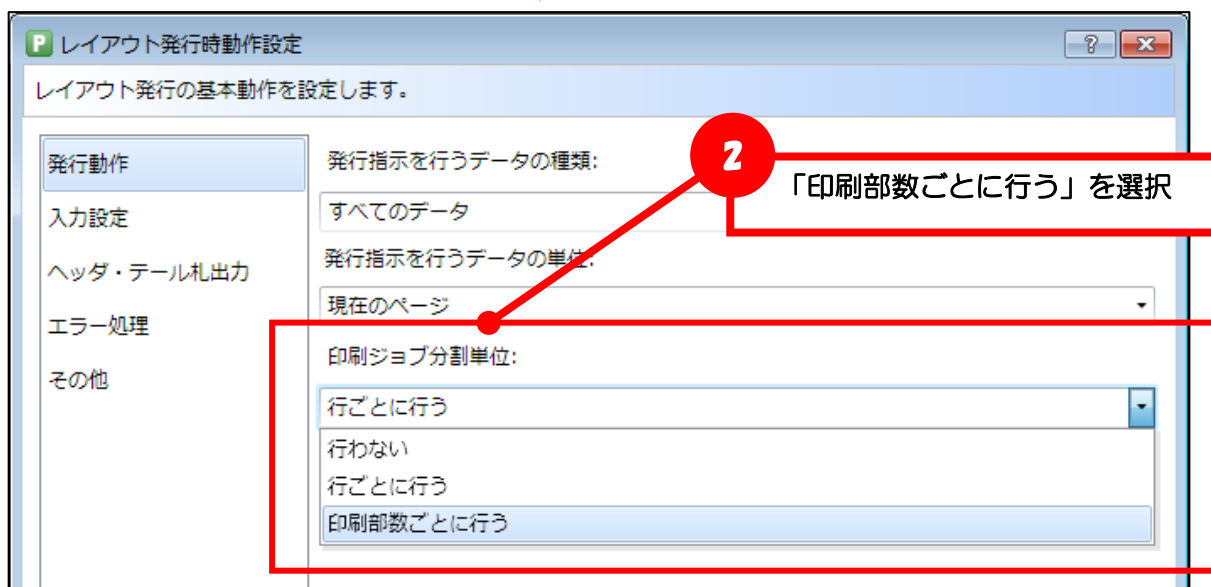 P レイアウト発行時動作設定
?
レイアウト発行の基本動作を設定します。
発行動作
入力設定
ヘッダ・テール札出力
エラー処理
その他
発行指示を行うデータの種類:
すべてのデータ
発行指示を行うデータの単位:
現在のページ
印刷ジョブ分割単位:
行ごとに行う
行わない
行ごとに行う
印刷部数ごとに行う
2
「印刷部数ごとに行う」を選択